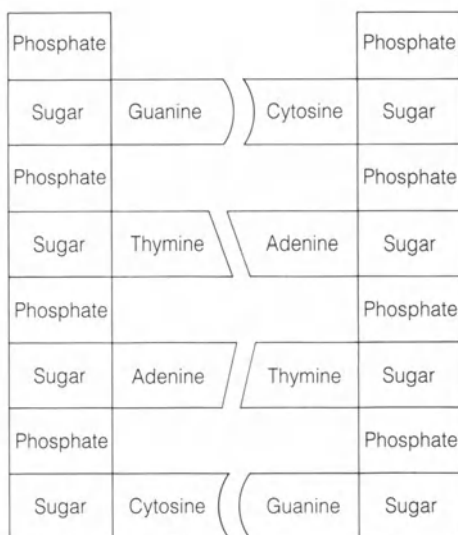 Phosphate Phosphate
Sugar Guanine Cytosine Sugar
Phosphate Phosphate
Sugar Thymine Adenine Sugar
Phosphate Phosphate
Sugar Adenine Thymine Sugar
Phosphate Phosphate
Sugar Cytosine Guanine Sugar